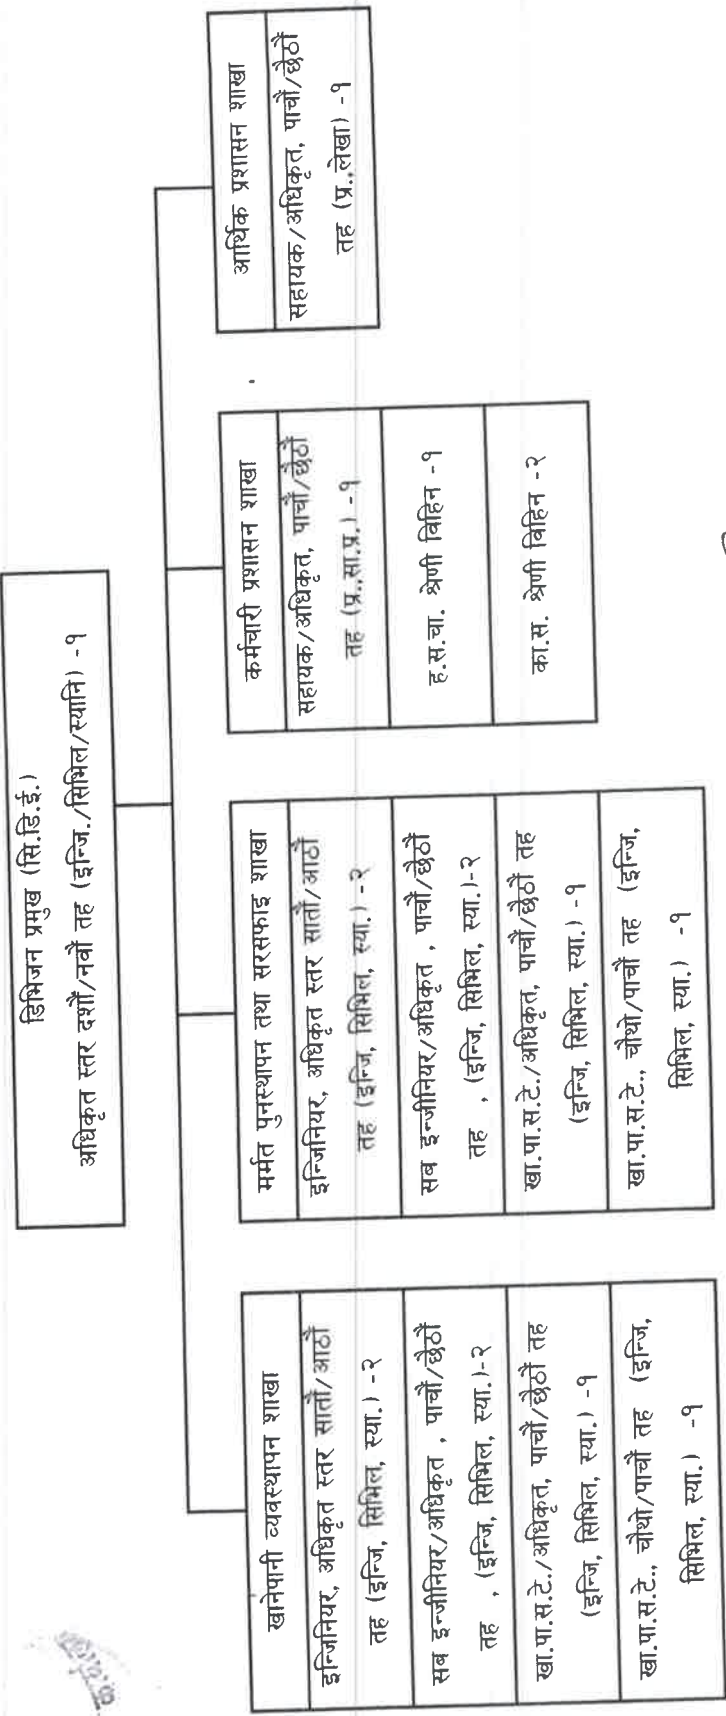 डिभिजन प्रमुख (सि.डि.ई.)
अधिकृत स्तर दशौं/नवौं तह (इन्जि./सिभिल/स्यानि) -१
खानेपानी व्यवस्थापन शाखा
इन्जिनियर, अधिकृत स्तर सातौं/आठौं
तह (इन्जि, सिभिल, स्या.) -२
सब इन्जीनियर/अधिकृत , पाचौं/छैठौं
तह , (इन्जि, सिभिल, स्या.)-२
खा.पा.स.टे./अधिकृत, पाचौं/छैठौं तह
(इन्जि, सिभिल, स्या.) -१
खा.पा.स.टे., चौथो/पाचौं तह (इन्जि,
सिभिल, स्या.) -१
मर्मत पुनस्थापन तथा सरसफाइ शाखा
इन्जिनियर, अधिकृत स्तर सातौं/आठौं
तह (इन्जि, सिभिल, स्या.) -२
सब इन्जीनियर/अधिकृत , पाचौं/छैठौं
तह , (इन्जि, सिभिल, स्या.)-२
खा.पा.स.टे./अधिकृत, पाचौं/छैठौं तह
(इन्जि, सिभिल, स्या.) -१
खा.पा.स.टे., चौथो/पाचौं तह (इन्जि,
सिभिल, स्या.) -१
कर्मचारी प्रशासन शाखा
सहायक/अधिकृत, पाचौं/छैठौं
तह (प्र.,सा.प्र.) -१
ह.स.चा. श्रेणी विहिन -१
का.स. श्रेणी विहिन -२
आर्थिक प्रशासन शाखा
सहायक/अधिकृत, पाचौं/छैठौं
तह (प्र.,लेखा) -१